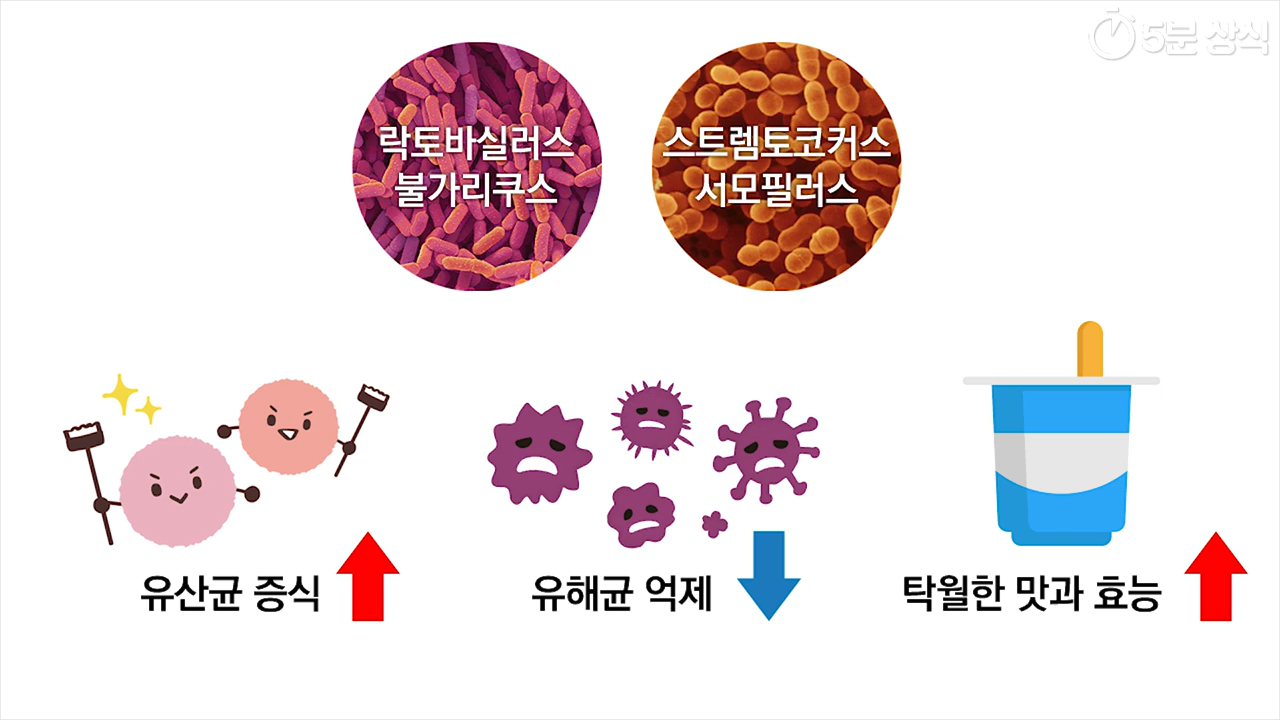 5분 상식
락토바실러스
불가리쿠스
스트렙토코커스
서모필러스
유산균 증식
유해균 억제
탁월한 맛과 효능